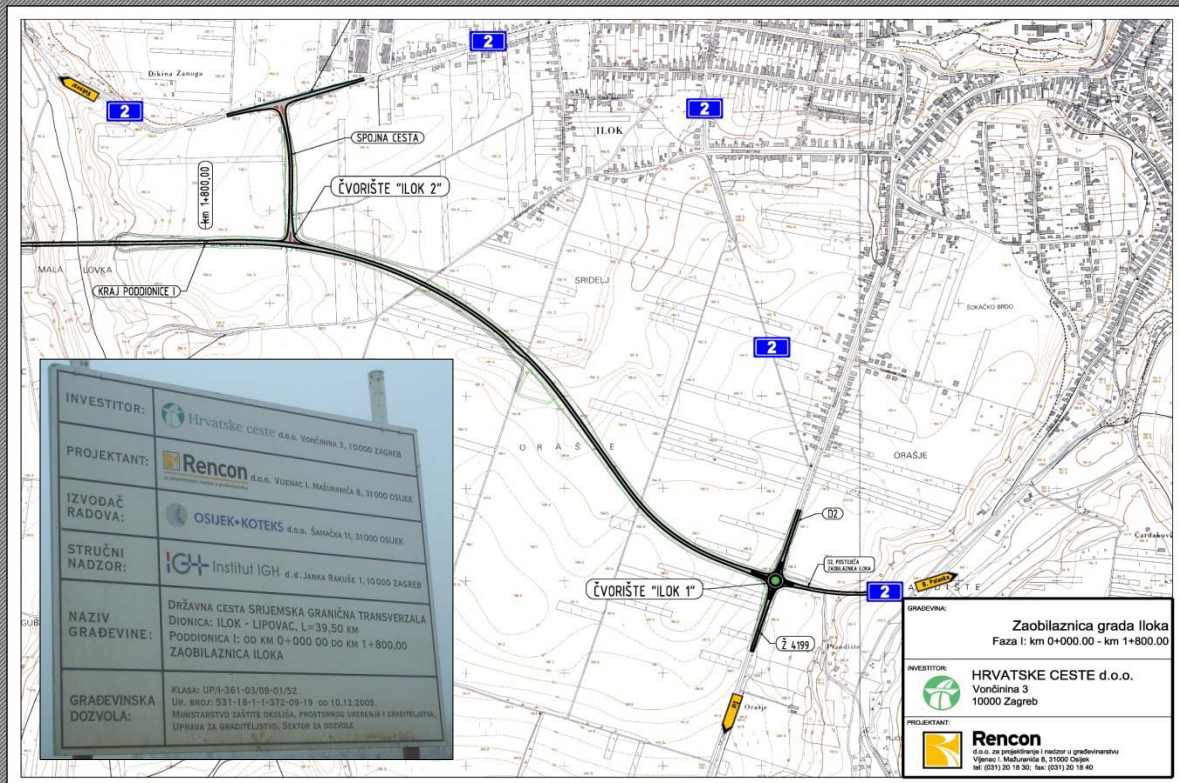 2
Dikina Zanoga
2
ILOK
2
SPOJNA CESTA
km 1+800.00
ČVORIŠTE "ILOK 2"
MALA LOVKA
KRAJ PODDIONICE I
SRIDELJ
ŠOKAČKO BRDO
2
ORAŠJE
ORAŠJE
D2
D2, POSTOJEĆA
ZAOBILAZNICA ILOKA
Čardakovac
ČVORIŠTE "ILOK 1"
B. Palanka
2
Ž 4199
Orašje
INVESTITOR:
Hrvatske ceste d.o.o. VONČININA 3, 10000 ZAGREB
PROJEKTANT:
Rencon d.o.o. VIJENAC I. MAŽURANIĆA 8, 31000 OSIJEK
IZVOĐAČ
RADOVA:
OSIJEK+KOTEKS d.o.o. ŠAMAČKA 11, 31000 OSIJEK
STRUČNI
NADZOR:
IGH Institut IGH d.d. JANKA RAKUŠE 1, 10000 ZAGREB
NAZIV
GRAĐEVINE:
DRŽAVNA CESTA SRIJEMSKA GRANIČNA TRANSVERZALA
DIONICA: ILOK - LIPOVAC, L=39,50 KM
PODDIONICA I: OD KM 0+000 00 DO KM 1+800,00
ZAOBILAZNICA ILOKA
GRAĐEVINSKA
DOZVOLA:
KLASA: UP/I-361-03/09-01/52
UR. BROJ: 531-18-1-1-372-09-19 OD 10.12.2009.
MINISTARSTVO ZAŠTITE OKOLIŠA, PROSTORNOG UREĐENJA I GRADITELJSTVA,
UPRAVA ZA GRADITELJSTVO, SEKTOR ZA DOZVOLE
GRAĐEVINA:
Zaobilaznica grada Iloka
Faza I: km 0+000.00 - km 1+800.00
INVESTITOR:
HRVATSKE CESTE d.o.o.
Vončinina 3
10000 Zagreb
PROJEKTANT:
Rencon
d.o.o. za projektiranje i nadzor u građevinarstvu
Vijenac I. Mažuranića 8, 31000 Osijek
tel: (031) 20 18 30; fax: (031) 20 18 40